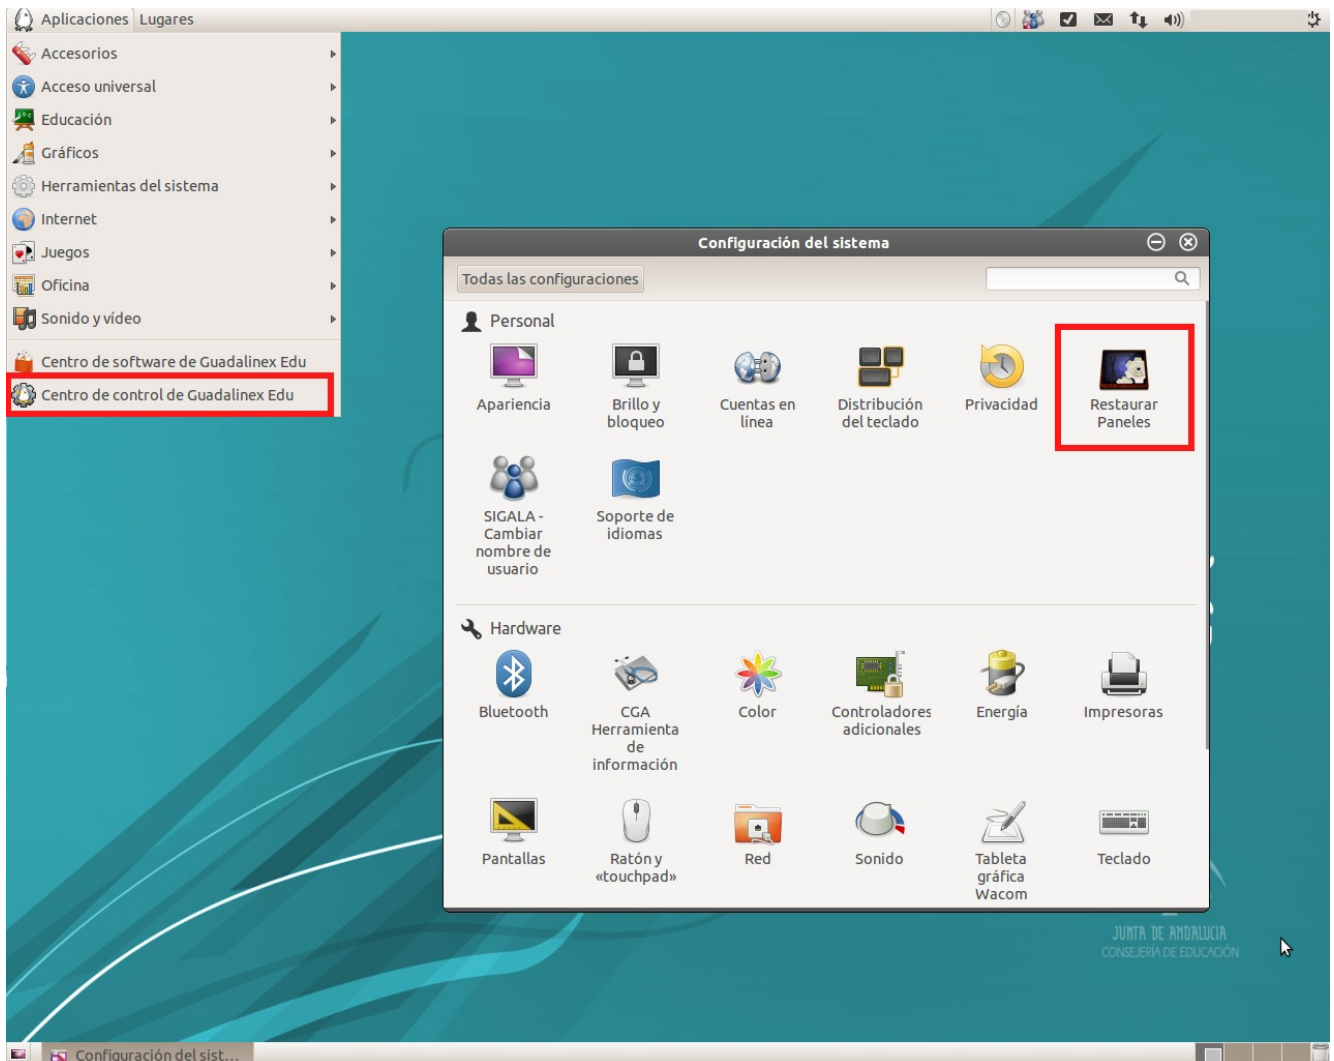 Aplicaciones Lugares
Accesorios
Acceso universal
Educación
Gráficos
Herramientas del sistema
Internet
Juegos
Oficina
Sonido y vídeo
Centro de software de Guadalinex Edu
Centro de control de Guadalinex Edu
Configuración del sistema
Todas las configuraciones
Personal
Apariencia
Brillo y
bloqueo
Cuentas en
línea
Distribución
del teclado
Privacidad
Restaurar
Paneles
SIGALA -
Cambiar
nombre de
usuario
Soporte de
idiomas
Hardware
Bluetooth
CGA
Herramienta
de
información
Color
Controladores
adicionales
Energía
Impresoras
Pantallas
Ratón y
«touchpad»
Red
Sonido
Tableta
gráfica
Wacom
Teclado
JUNTA DE ANDALUCIA
CONSEJERÍA DE EDUCACIÓN
Configuración del sist...